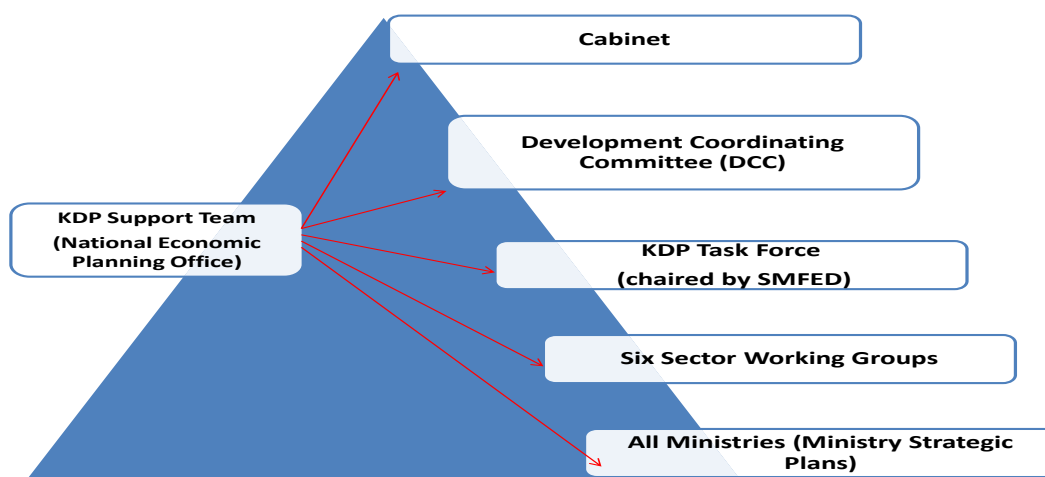 Cabinet
Development Coordinating
Committee (DCC)
KDP Support Team
(National Economic
Planning Office)
KDP Task Force
(chaired by SMFED)
Six Sector Working Groups
All Ministries (Ministry Strategic
Plans)